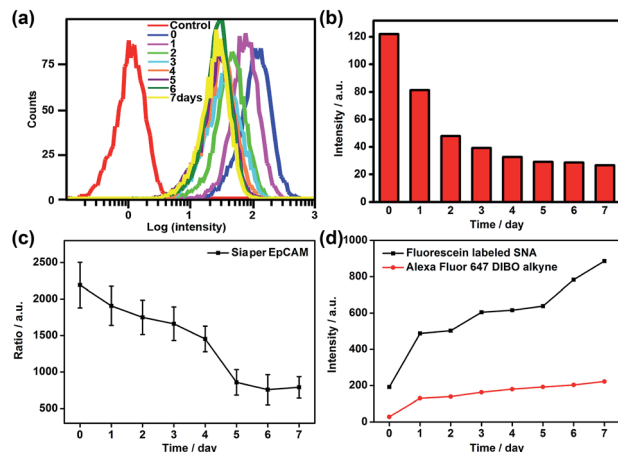 (a)
Control
0
1
2
3
4
5
6
7days
75
50
25
0
Counts
0 1 2 3
Log (intensity)
(b)
120
100
80
60
40
20
0
Intensity / a.u.
0 1 2 3 4 5 6 7
Time / day
(c)
Sia per EpCAM
2500
2000
1500
1000
500
Ratio / a.u.
0 1 2 3 4 5 6 7
Time / day
(d)
Fluorescein labeled SNA
Alexa Fluor 647 DIBO alkyne
1000
800
600
400
200
0
Intensity / a.u.
0 1 2 3 4 5 6 7
Time / day